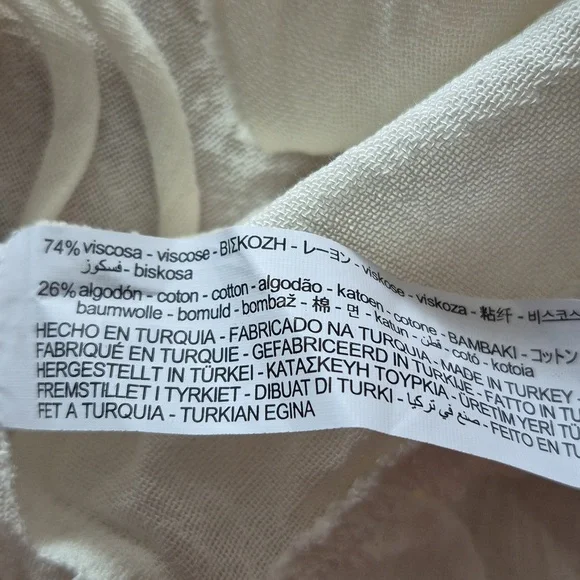 74% viscosa - viscose - ΒΙΣΚΟΖΗ - レーヨン - viskose - viskoza - 粘纤 - 비스코스
فسكوز - biskosa
26% algodón - coton - cotton - algodão - katoen - cotone - BAMBAKI - コットン
baumwolle - bomuld - bombaž - 棉 - 면 - katun - قطن - cotó - kotoia
HECHO EN TURQUIA - FABRICADO NA TURQUIA - MADE IN TURKEY -
FABRIQUÉ EN TURQUIE - GEFABRICEERD IN TURKIJE - FATTO IN TU
HERGESTELLT IN TÜRKEI - ΚΑΤΑΣΚΕΥΗ ΤΟΥΡΚΙΑ - ÜRETİM YERİ TÜ
FREMSTILLET I TYRKIET - DIBUAT DI TURKI - صنع في تركيا - FEITO EN TU
FET A TURQUIA - TURKIAN EGINA